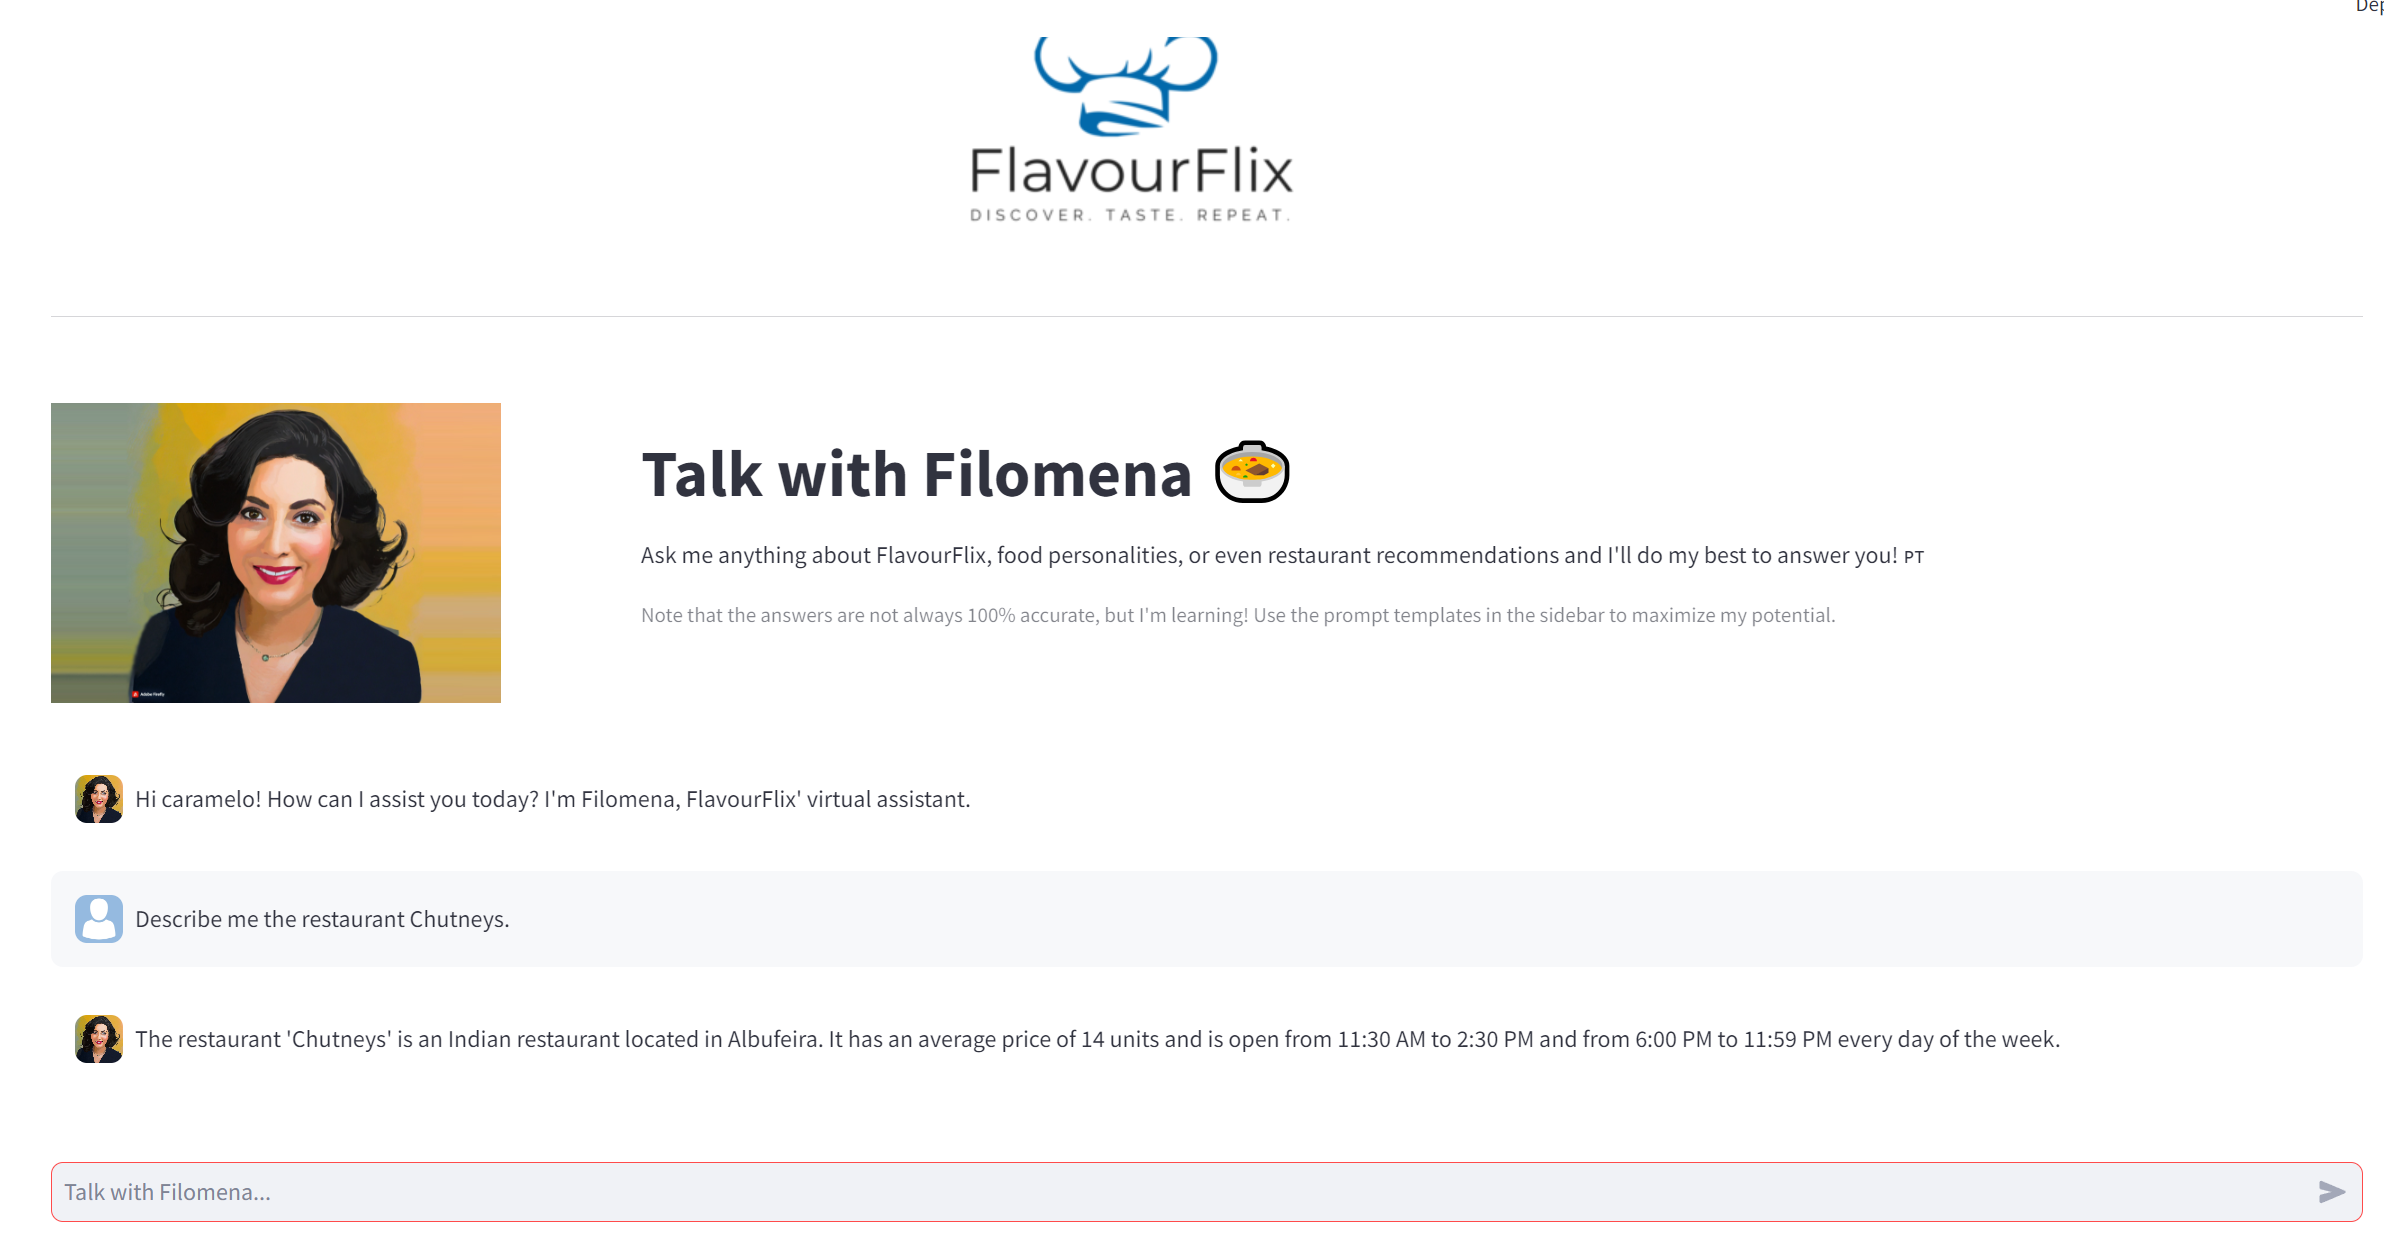 FlavourFlix
DISCOVER. TASTE. REPEAT.
Talk with Filomena
Ask me anything about FlavourFlix, food personalities, or even restaurant recommendations and I'll do my best to answer you! PT
Note that the answers are not always 100% accurate, but I'm learning! Use the prompt templates in the sidebar to maximize my potential.
Adobe Firefly
Hi caramelo! How can I assist you today? I'm Filomena, FlavourFlix' virtual assistant.
Describe me the restaurant Chutneys.
The restaurant 'Chutneys' is an Indian restaurant located in Albufeira. It has an average price of 14 units and is open from 11:30 AM to 2:30 PM and from 6:00 PM to 11:59 PM every day of the week.
Talk with Filomena...